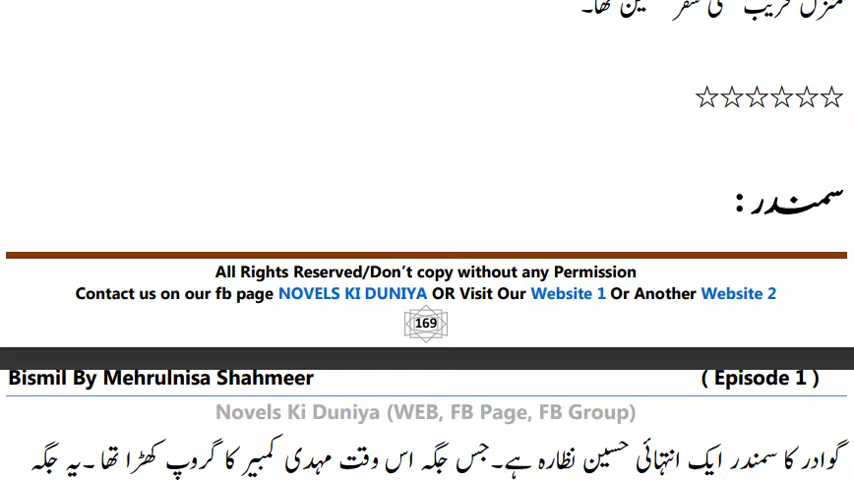 منزل قریب تھی سفر حسین تھا۔
☆☆☆☆☆☆
سمندر :
All Rights Reserved/Don't copy without any Permission
Contact us on our fb page NOVELS KI DUNIYA OR Visit Our Website 1 Or Another Website 2
169
Bismil By Mehrulnisa Shahmeer ( Episode 1 )
Novels Ki Duniya (WEB, FB Page, FB Group)
گوادر کا سمندر ایک انتہائی حسین نظارہ ہے۔جس جگہ اس وقت مہدی کمبیر کا گروپ کھڑا تھا ۔یہ جگہ